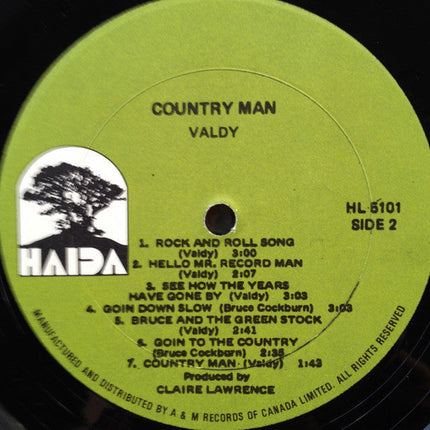 COUNTRY MAN
VALDY
HAIDA
HL 5101
SIDE 2
1. ROCK AND ROLL SONG
(Valdy) 3:00
2. HELLO MR. RECORD MAN
(Valdy) 2:07
3. SEE HOW THE YEARS
HAVE GONE BY (Valdy) 3:03
4. GOIN DOWN SLOW (Bruce Cockburn) 3:03
5. BRUCE AND THE GREEN STOCK
(Valdy) 2:41
6. GOIN TO THE COUNTRY
(Bruce Cockburn) 2:35
7. COUNTRY MAN (Valdy) 1:43
Produced by
CLAIRE LAWRENCE
MANUFACTURED AND DISTRIBUTED BY A & M RECORDS OF CANADA LIMITED. ALL RIGHTS RESERVED